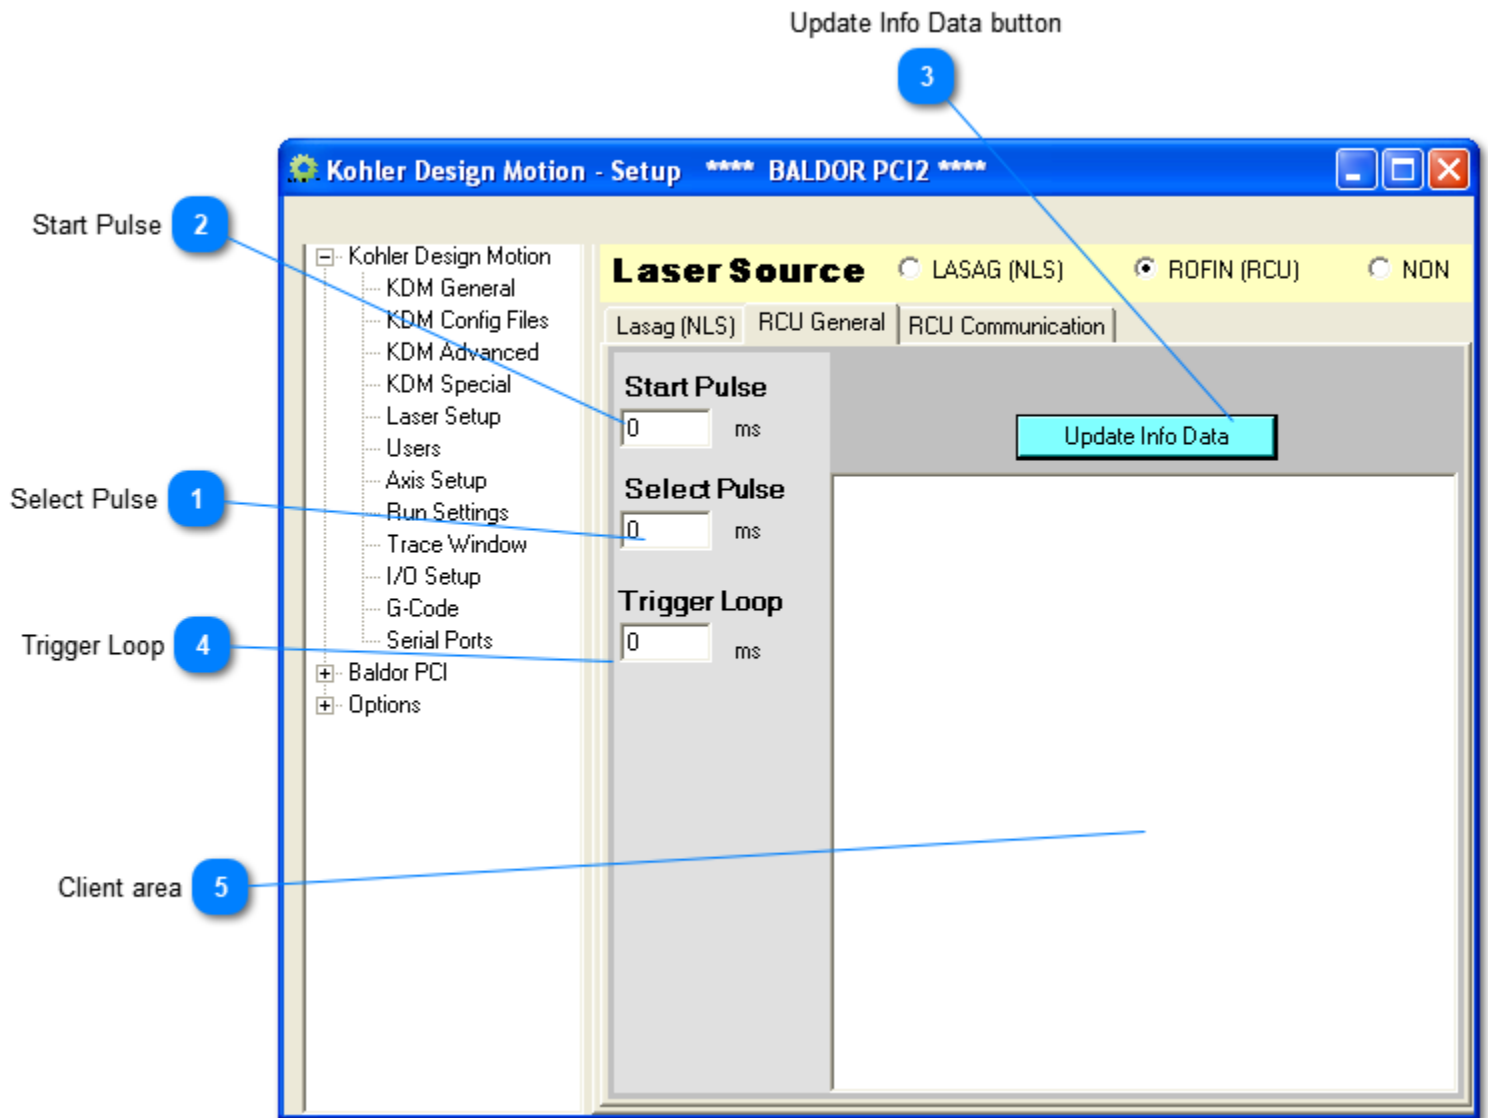 Update Info Data button
3
Kohler Design Motion - Setup **** BALDOR PCI2 ****
Start Pulse 2
Kohler Design Motion
KDM General
KDM Config Files
KDM Advanced
KDM Special
Laser Setup
Users
Axis Setup
Run Settings
Trace Window
I/O Setup
G-Code
Serial Ports
Baldor PCI
Options
Laser Source LASAG (NLS) ROFIN (RCU) NON
Lasag (NLS) RCU General RCU Communication
Start Pulse
0 ms
Update Info Data
Select Pulse
0 ms
Trigger Loop
0 ms
Select Pulse 1
Trigger Loop 4
Client area 5